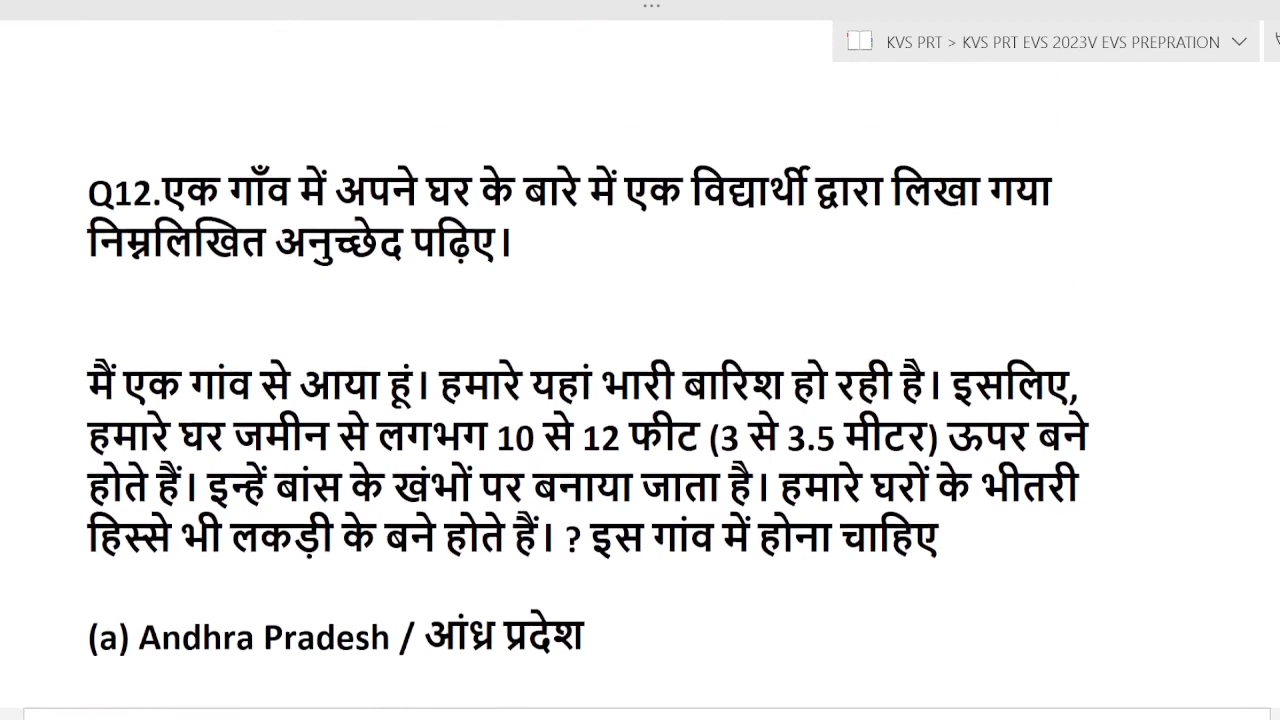 ...
KVS PRT > KVS PRT EVS 2023V EVS PREPRATION
Q12.एक गाँव में अपने घर के बारे में एक विद्यार्थी द्वारा लिखा गया
निम्नलिखित अनुच्छेद पढ़िए।
मैं एक गांव से आया हूं। हमारे यहां भारी बारिश हो रही है। इसलिए,
हमारे घर जमीन से लगभग 10 से 12 फीट (3 से 3.5 मीटर) ऊपर बने
होते हैं। इन्हें बांस के खंभों पर बनाया जाता है। हमारे घरों के भीतरी
हिस्से भी लकड़ी के बने होते हैं। ? इस गांव में होना चाहिए
(a) Andhra Pradesh / आंध्र प्रदेश